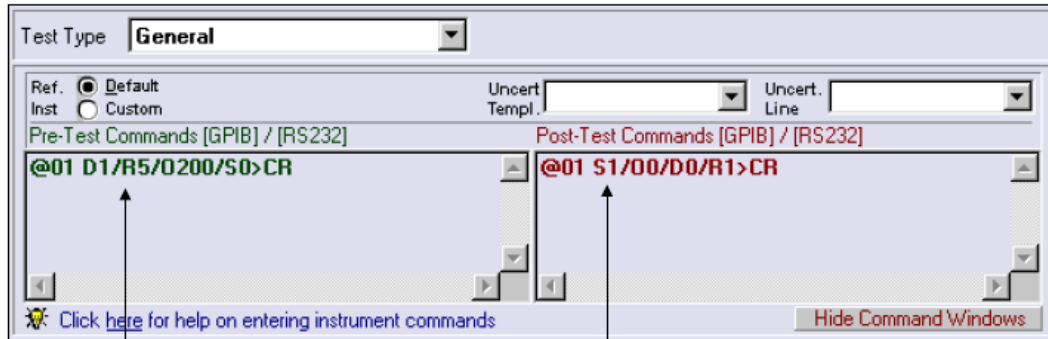 Test Type General
Ref. Default
Inst Custom
Uncert
Templ.
Uncert.
Line
Pre-Test Commands [GPIB] / [RS232]
Post-Test Commands [GPIB] / [RS232]
@01 D1/R5/O200/S0>CR
@01 S1/O0/D0/R1>CR
Click here for help on entering instrument commands
Hide Command Windows